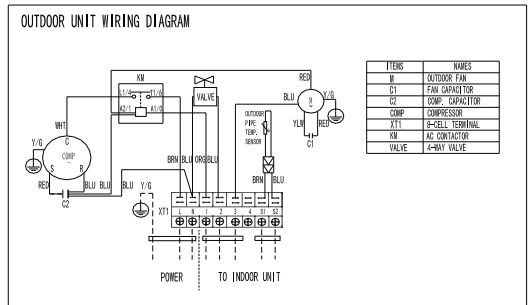 OUTDOOR UNIT WIRING DIAGRAM
KM
L1/4 T1/6
A2/1 A1/0
VALVE
RED
BLU
M
~
Y/G
YLW RED
C1
OUTDOOR
PIPE
TEMP.
SENSOR
WHT
Y/G
C
COMP
~
S R
RED BLU BLU BLU
C2
Y/G
BRN BLU ORG BLU
BRN BLU
XT1
L N 1 2 3 4 S1 S2
POWER
TO INDOOR UNIT
ITEMS NAMES
M OUTDOOR FAN
C1 FAN CAPACITOR
C2 COMP. CAPACITOR
COMP COMPRESSOR
XT1 8-CELL TERMINAL
KM AC CONTACTOR
VALVE 4-WAY VALVE